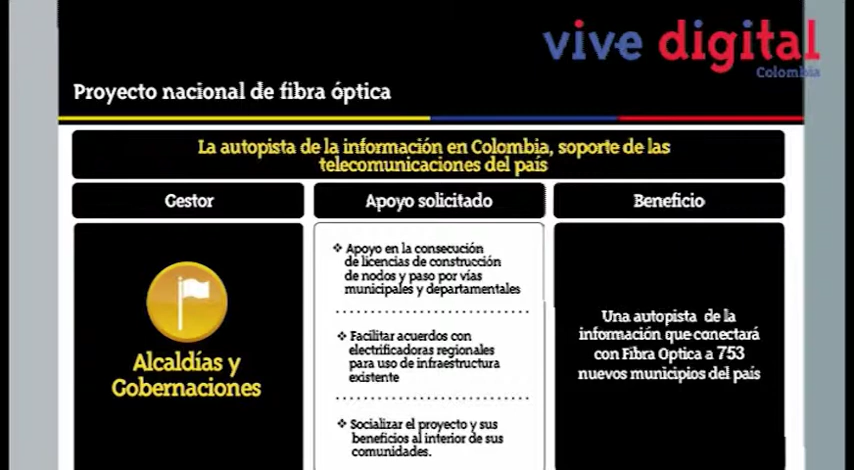 vive digital
Colombia
Proyecto nacional de fibra óptica
La autopista de la información en Colombia, soporte de las
telecomunicaciones del país
Gestor
Apoyo solicitado
Beneficio
Alcaldías y
Gobernaciones
❖ Apoyo en la consecución
de licencias de construcción
de nodos y paso por vías
municipales y departamentales
❖ Facilitar acuerdos con
electrificadoras regionales
para uso de infraestructura
existente
❖ Socializar el proyecto y sus
beneficios al interior de sus
comunidades.
Una autopista de la
información que conectará
con Fibra Optica a 753
nuevos municipios del país